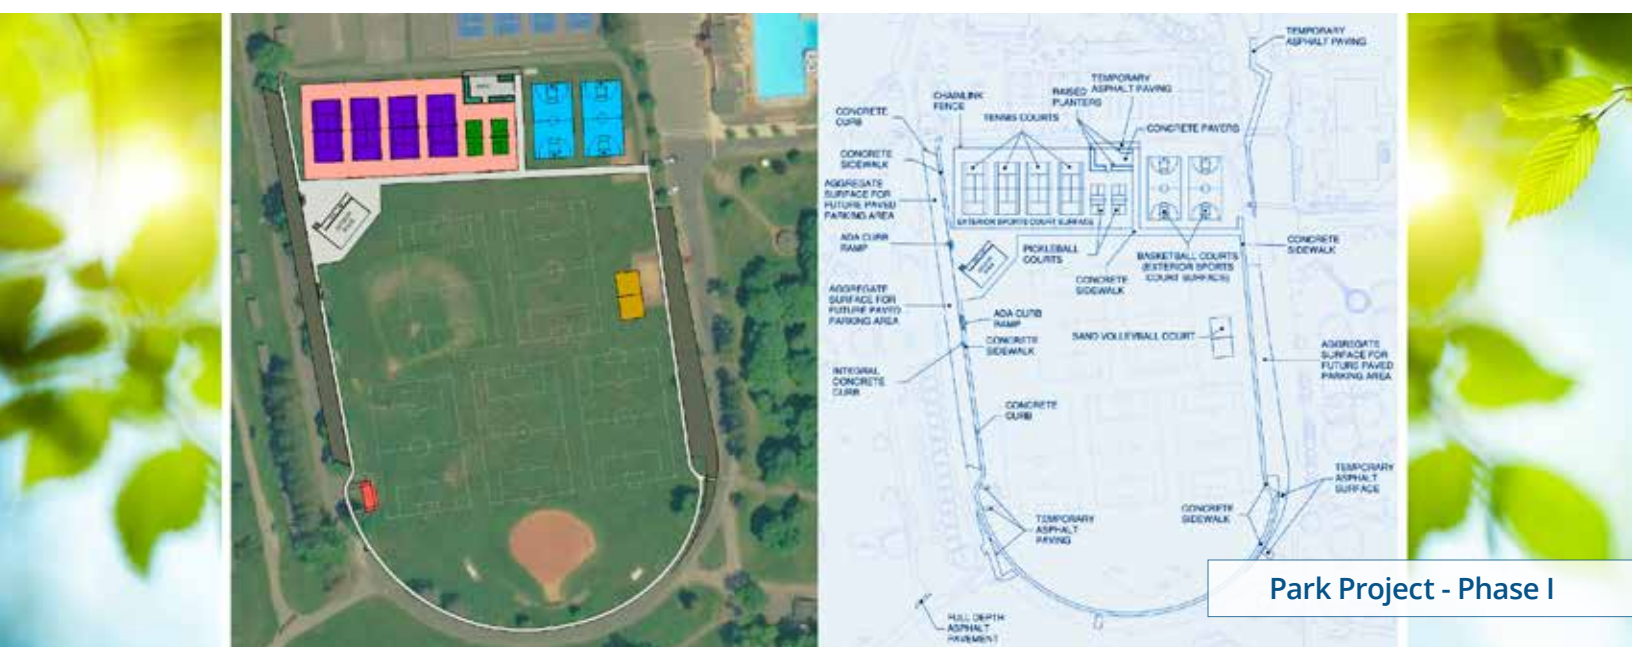 TEMPORARY
ASPHALT PAVING
TEMPORARY
ASPHALT PAVING
RAISED
PLANTERS
CHAINLINK
FENCE
CONCRETE
CURB
TENNIS COURTS
CONCRETE PAVERS
CONCRETE
SIDEWALK
AGGREGATE
SURFACE FOR
FUTURE PAVED
PARKING AREA
EXTERIOR SPORTS COURT SURFACE
ADA CURB
RAMP
PICKLEBALL
COURTS
BASKETBALL COURTS
(EXTERIOR SPORTS
COURT SURFACE)
CONCRETE
SIDEWALK
CONCRETE
SIDEWALK
AGGREGATE
SURFACE FOR
FUTURE PAVED
PARKING AREA
ADA CURB
RAMP
CONCRETE
SIDEWALK
SAND VOLLEYBALL COURT
AGGREGATE
SURFACE FOR
FUTURE PAVED
PARKING AREA
INTEGRAL
CONCRETE
CURB
CONCRETE
CURB
TEMPORARY
ASPHALT
SURFACE
CONCRETE
SIDEWALK
TEMPORARY
ASPHALT
PAVING
FULL DEPTH
ASPHALT
PAVEMENT
Park Project - Phase I